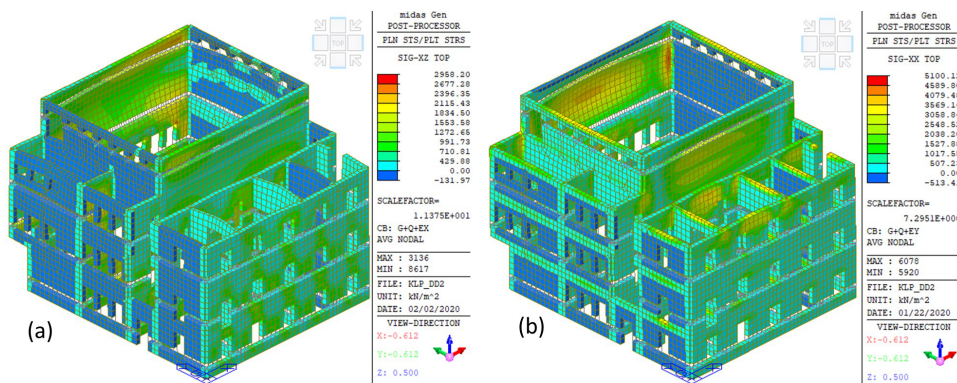 TOP
midas Gen
POST-PROCESSOR
PLN STS/PLT STRS
SIG-XZ TOP
2958.20
2677.28
2396.35
2115.43
1834.50
1553.58
1272.65
991.73
710.81
429.88
0.00
-131.97
SCALEFACTOR=
1.1375E+001
CB: G+Q+EX
AVG NODAL
MAX : 3136
MIN : 8617
FILE: KLP_DD2
UNIT: kN/m^2
DATE: 02/02/2020
VIEW-DIRECTION
X:-0.612
Y:-0.612
Z: 0.500
(a)
TOP
midas Gen
POST-PROCESSOR
PLN STS/PLT STRS
SIG-XX TOP
5100.1
4589.8
4079.4
3569.1
3058.8
2548.5
2038.2
1527.8
1017.5
507.2
0.0
-513.4
SCALEFACTOR=
7.2951E+00
CB: G+Q+EY
AVG NODAL
MAX : 6078
MIN : 5920
FILE: KLP_DD2
UNIT: kN/m^2
DATE: 01/22/2020
VIEW-DIRECTION
X:-0.612
Y:-0.612
Z: 0.500
(b)